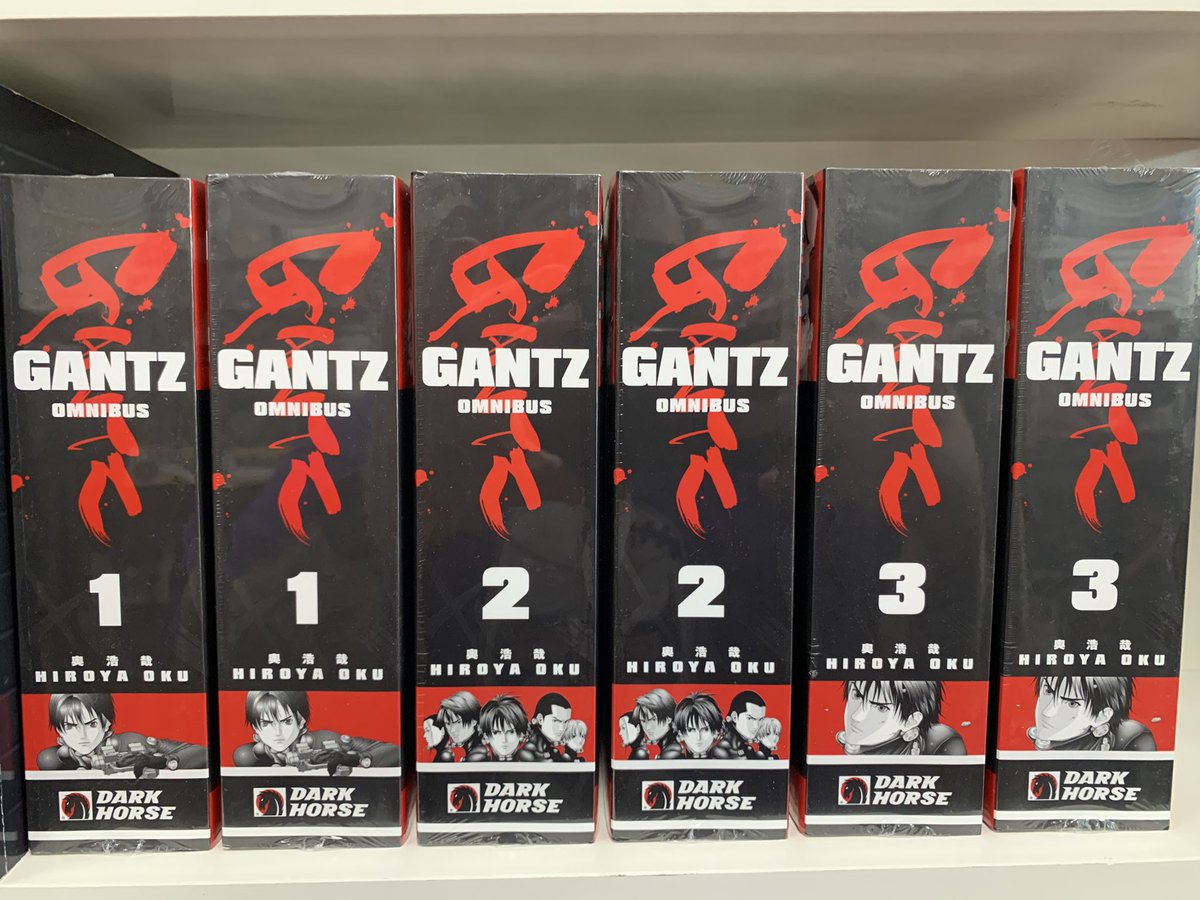 GANTZ
OMNIBUS
1
奥浩哉
HIROYA OKU
DARK
HORSE
GANTZ
OMNIBUS
1
奥浩哉
HIROYA OKU
DARK
HORSE
GANTZ
OMNIBUS
2
奥浩哉
HIROYA OKU
DARK
HORSE
GANTZ
OMNIBUS
2
奥浩哉
HIROYA OKU
DARK
HORSE
GANTZ
OMNIBUS
3
奥浩哉
HIROYA OKU
DARK
HORSE
GANTZ
OMNIBUS
3
奥浩哉
HIROYA OKU
DARK
HORSE